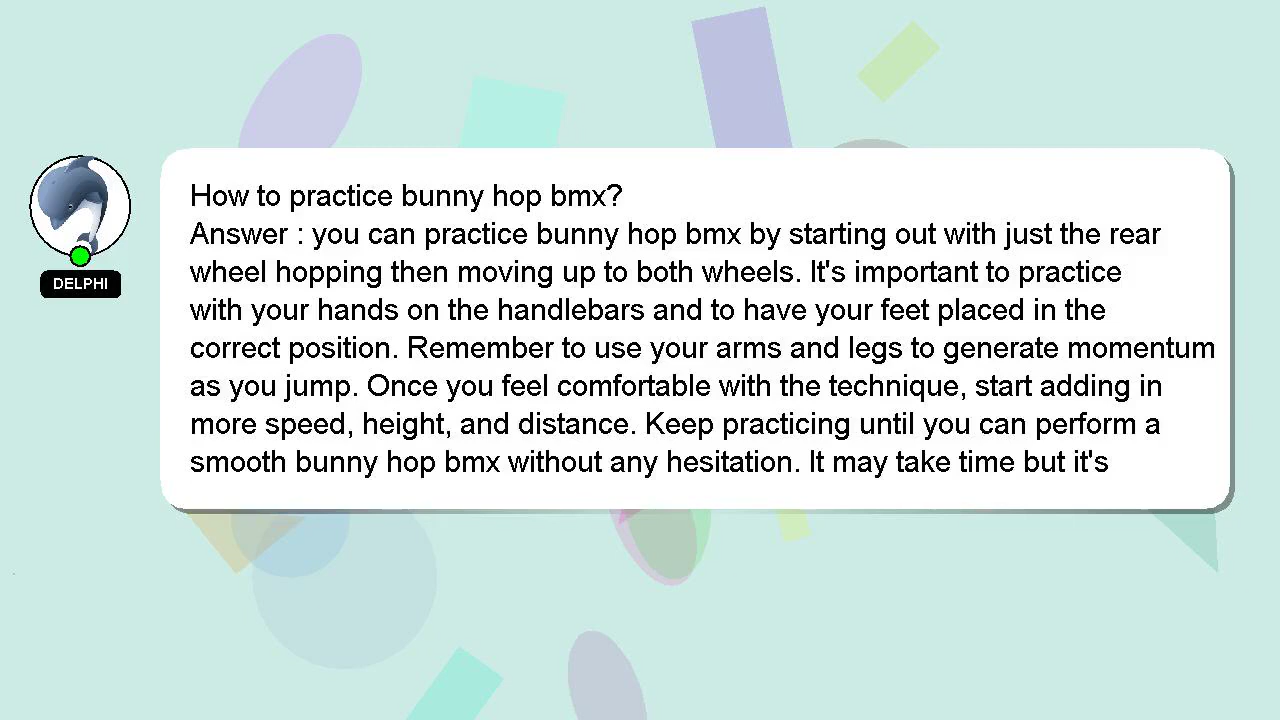 How to practice bunny hop bmx?
Answer : you can practice bunny hop bmx by starting out with just the rear
wheel hopping then moving up to both wheels. It's important to practice
with your hands on the handlebars and to have your feet placed in the
correct position. Remember to use your arms and legs to generate momentum
as you jump. Once you feel comfortable with the technique, start adding in
more speed, height, and distance. Keep practicing until you can perform a
smooth bunny hop bmx without any hesitation. It may take time but it's
DELPHI